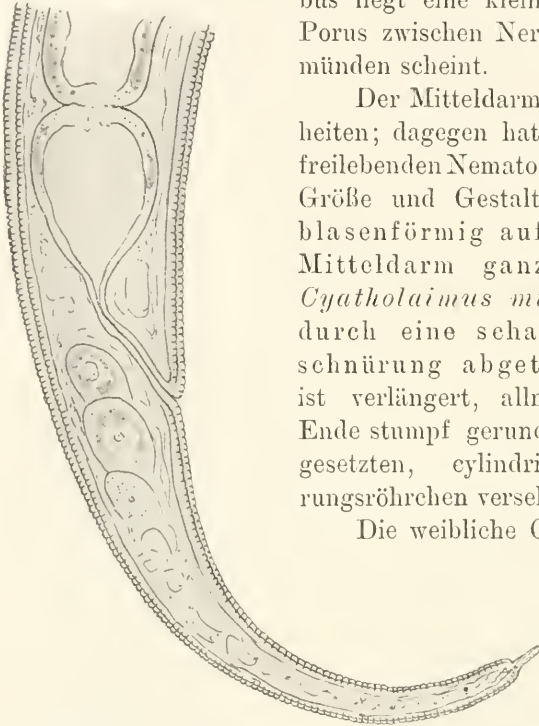 bus liegt eine klein
Porus zwischen Ner
münden scheint.
Der Mitteldarm
heiten; dagegen hat
freilebenden Nemato
Größe und Gestalt
blasenförmig auf
Mitteldarm ganz
Cyatholaimus m
durch eine scha
schnürung abget
ist verlängert, allm
Ende stumpf gerund
gesetzten, cylindri
rungsröhrchen verseh
Die weibliche G